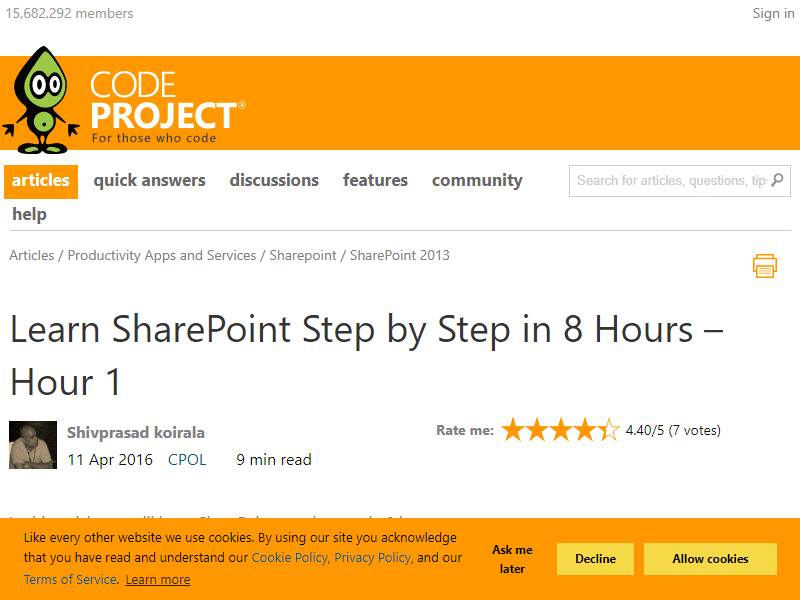 15,682,292 members
Sign in
CODE
PROJECT®
For those who code
articles quick answers discussions features community
Search for articles, questions, tips
help
Articles / Productivity Apps and Services / Sharepoint / SharePoint 2013
Learn SharePoint Step by Step in 8 Hours –
Hour 1
Shivprasad koirala
Rate me: 4.40/5 (7 votes)
11 Apr 2016 CPOL 9 min read
Like every other website we use cookies. By using our site you acknowledge
that you have read and understand our Cookie Policy, Privacy Policy, and our
Terms of Service. Learn more
Ask me
later
Decline
Allow cookies